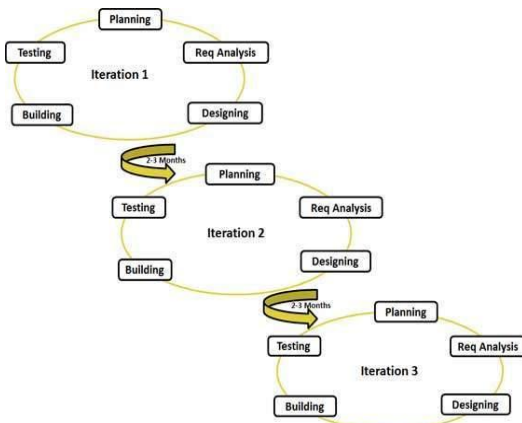 Planning
Testing
Req Analysis
Iteration 1
Building
Designing
2-3 Months
Planning
Testing
Req Analysis
Iteration 2
Building
Designing
2-3 Months
Planning
Testing
Req Analysis
Iteration 3
Building
Designing